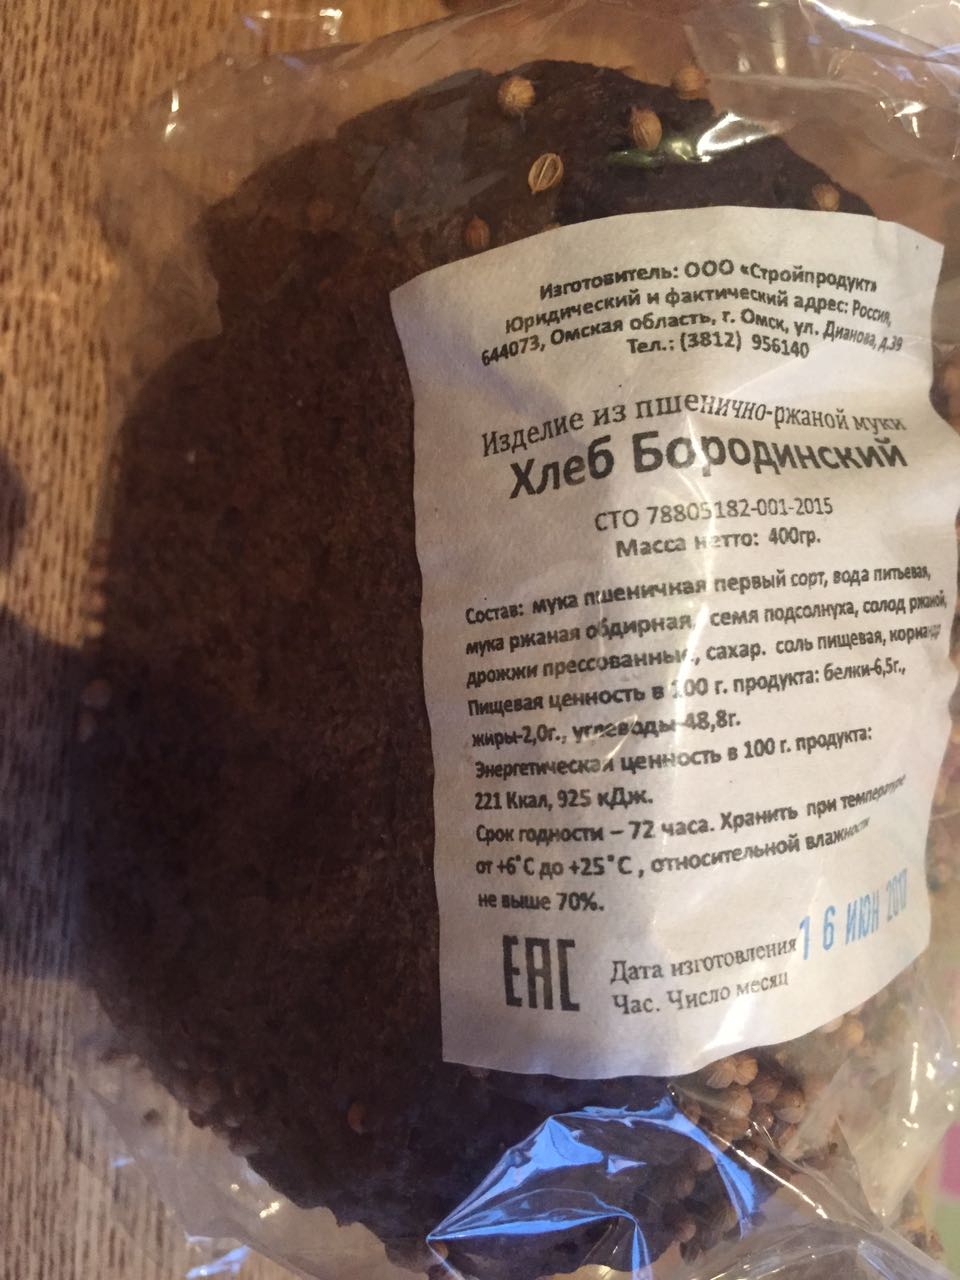 Изготовитель: ООО «Стройпродукт»
Юридический и фактический адрес: Россия,
644073, Омская область, г. Омск, ул. Дианова, д.39
Тел.: (3812) 956140
Изделие из пшенично-ржаной муки
Хлеб Бородинский
СТО 78805182-001-2015
Масса нетто: 400гр.
Состав: мука пшеничная первый сорт, вода питьевая,
мука ржаная обдирная, семя подсолнуха, солод ржаной,
дрожжи прессованные, сахар. соль пищевая, кориандр
Пищевая ценность в 100 г. продукта: белки-6,5г.,
жиры-2,0г., углеводы-48,8г.
Энергетическая ценность в 100 г. продукта:
221 Ккал, 925 кДж.
Срок годности – 72 часа. Хранить при температуре
от +6°С до +25°С , относительной влажности
не выше 70%.
ЕАС
Дата изготовления 16 ИЮН 2017
Час. Число месяц